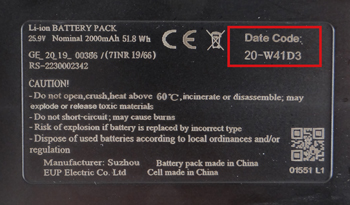 Li-ion BATTERY PACK
25.9V Nominal 2000mAh 51.8 Wh
GE_20_19_ 00386 / (7INR 19/66)
RS-2230002342
CE
Date Code:
20-W41D3
CAUTION:
- Do not open,crush,heat above 60℃,incinerate or disassemble; may
explode or release toxic materials
- Do not short-circuit; may cause burns
- Risk of explosion if battery is replaced by incorrect type
- Dispose of used batteries according to local ordinances and/or
regulation
Manufacturer: Suzhou
EUP Electric Co. Ltd
Battery pack made in China
Cell made in China
01551 L1